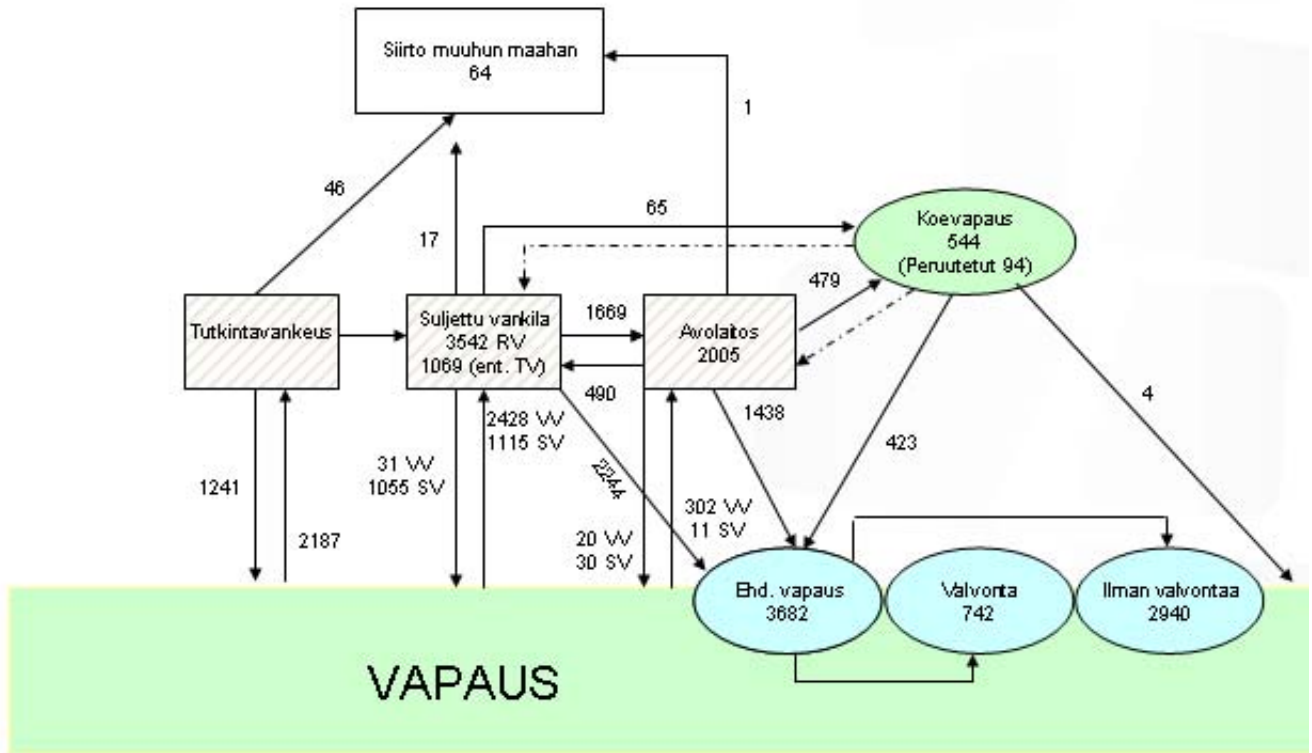 Siirto muuhun maahan
64
1
46
17
65
Koevapaus
544
(Peruutetut 94)
479
Tutkintavankeus
Suljettu vankila
3542 RV
1069 (ent. TV)
1669
490
Avolaitos
2005
4
1438
423
2428 VV
1115 SV
31 VV
1055 SV
2244
1241
2187
302 VV
11 SV
20 VV
30 SV
Ehd. vapaus
3682
Valvonta
742
Ilman valvontaa
2940
VAPAUS